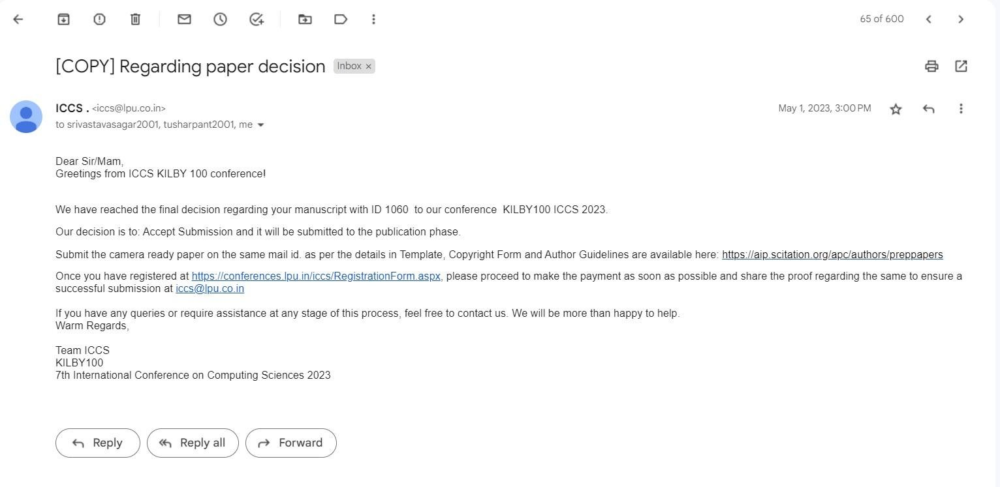 65 of 600
[COPY] Regarding paper decision Inbox ×
ICCS . <iccs@lpu.co.in> May 1, 2023, 3:00 PM
to srivastavasagar2001, tusharpant2001, me
Dear Sir/Mam,
Greetings from ICCS KILBY 100 conference!
We have reached the final decision regarding your manuscript with ID 1060  to our conference  KILBY100 ICCS 2023.
Our decision is to: Accept Submission and it will be submitted to the publication phase.
Submit the camera ready paper on the same mail id. as per the details in Template, Copyright Form and Author Guidelines are available here: https://aip.scitation.org/apc/authors/preppapers
Once you have registered at https://conferences.lpu.in/iccs/RegistrationForm.aspx, please proceed to make the payment as soon as possible and share the proof regarding the same to ensure a
successful submission at iccs@lpu.co.in
If you have any queries or require assistance at any stage of this process, feel free to contact us. We will be more than happy to help.
Warm Regards,
Team ICCS
KILBY100
7th International Conference on Computing Sciences 2023
Reply Reply all Forward